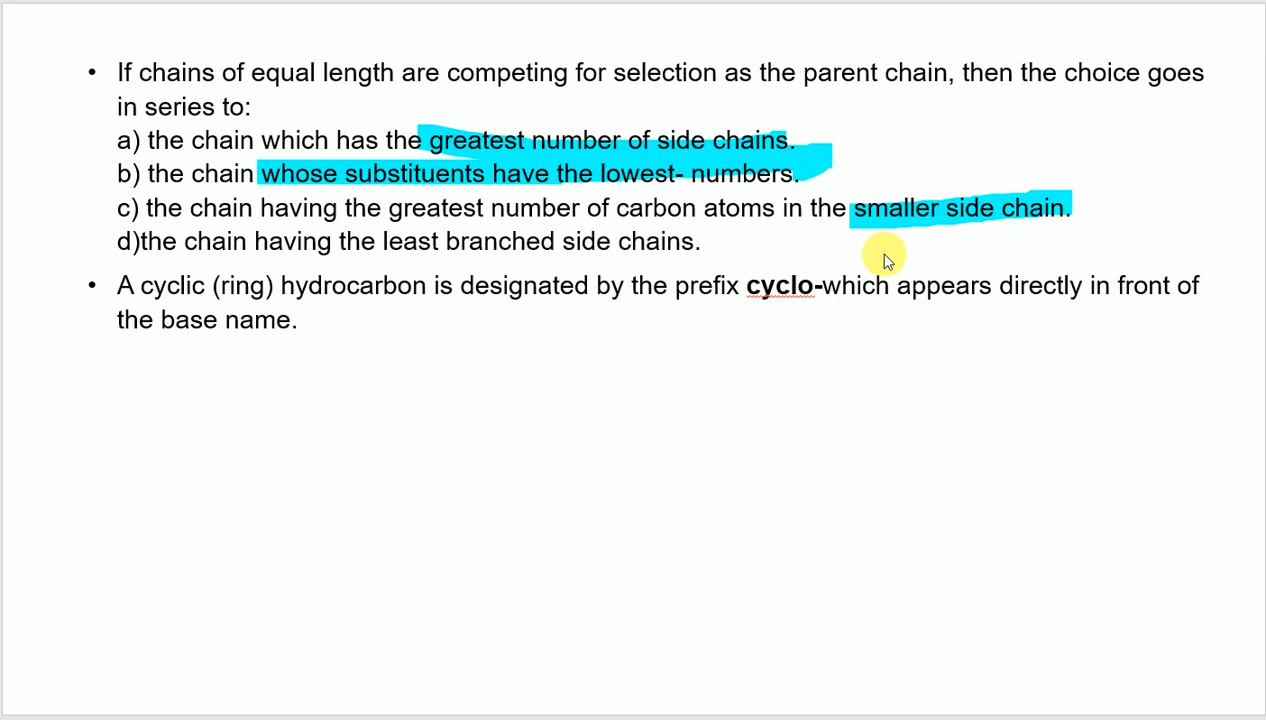 • If chains of equal length are competing for selection as the parent chain, then the choice goes
in series to:
a) the chain which has the greatest number of side chains.
b) the chain whose substituents have the lowest- numbers.
c) the chain having the greatest number of carbon atoms in the smaller side chain.
d)the chain having the least branched side chains.
• A cyclic (ring) hydrocarbon is designated by the prefix cyclo-which appears directly in front of
the base name.